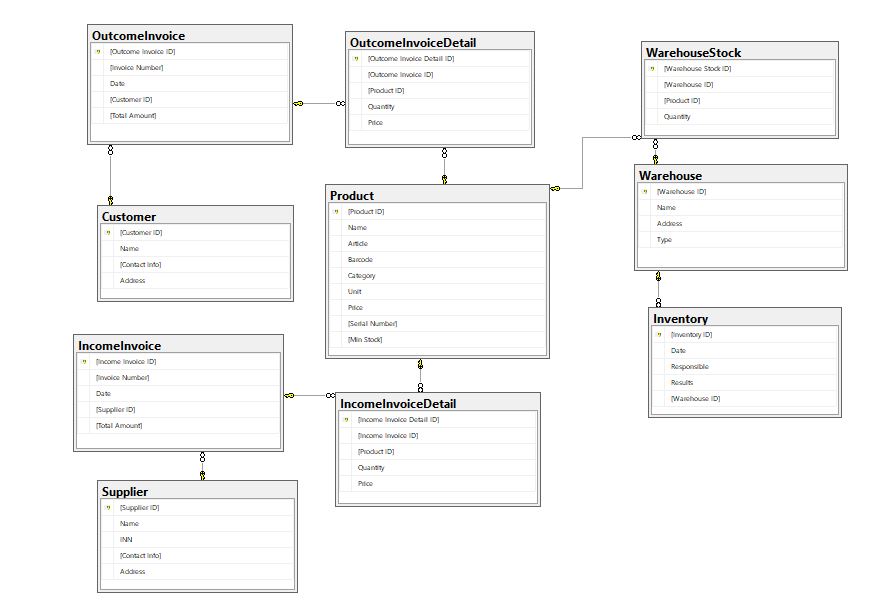 OutcomeInvoice
[Outcome Invoice ID]
[Invoice Number]
Date
[Customer ID]
[Total Amount]
OutcomeInvoiceDetail
[Outcome Invoice Detail ID]
[Outcome Invoice ID]
[Product ID]
Quantity
Price
WarehouseStock
[Warehouse Stock ID]
[Warehouse ID]
[Product ID]
Quantity
Customer
[Customer ID]
Name
[Contact Info]
Address
Product
[Product ID]
Name
Article
Barcode
Category
Unit
Price
[Serial Number]
[Min Stock]
Warehouse
[Warehouse ID]
Name
Address
Type
Inventory
[Inventory ID]
Date
Responsible
Results
[Warehouse ID]
IncomeInvoice
[Income Invoice ID]
[Invoice Number]
Date
[Supplier ID]
[Total Amount]
IncomeInvoiceDetail
[Income Invoice Detail ID]
[Income Invoice ID]
[Product ID]
Quantity
Price
Supplier
[Supplier ID]
Name
INN
[Contact Info]
Address